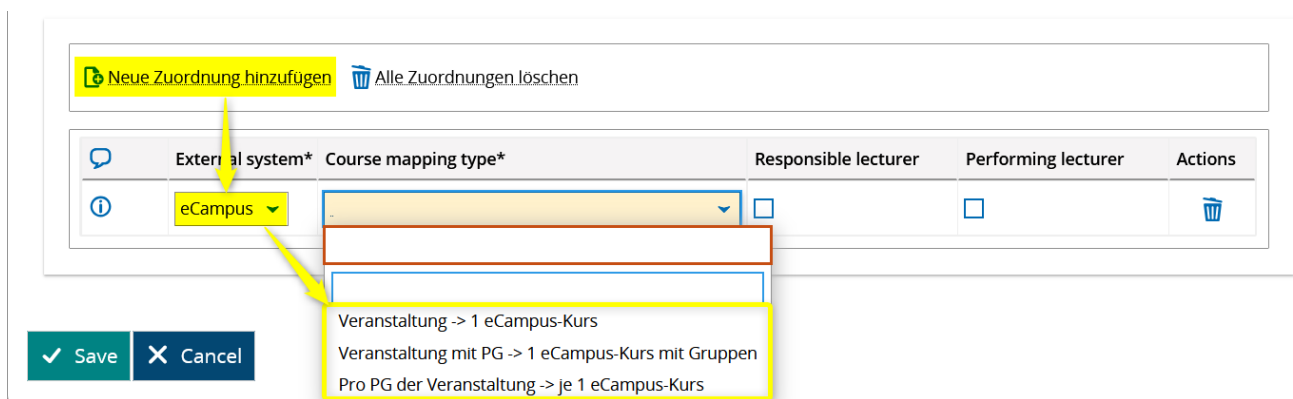 Neue Zuordnung hinzufügen Alle Zuordnungen löschen
External system* Course mapping type* Responsible lecturer Performing lecturer Actions
eCampus -
Veranstaltung -> 1 eCampus-Kurs
Veranstaltung mit PG -> 1 eCampus-Kurs mit Gruppen
Pro PG der Veranstaltung -> je 1 eCampus-Kurs
Save Cancel